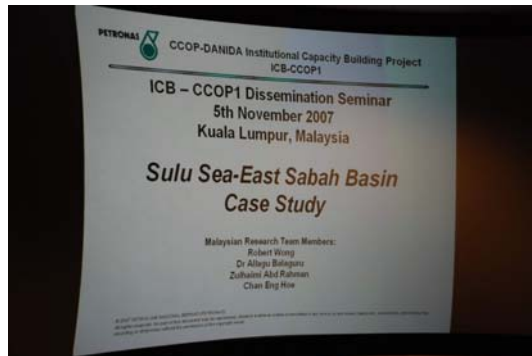 PETRONAS
CCOP-DANIDA Institutional Capacity Building Project
ICB-CCOP1
ICB – CCOP1 Dissemination Seminar
5th November 2007
Kuala Lumpur, Malaysia
Sulu Sea-East Sabah Basin
Case Study
Malaysian Research Team Members:
Robert Wong
Dr Allagu Balaguru
Zulhaimi Abd Rahman
Chan Eng Hoe